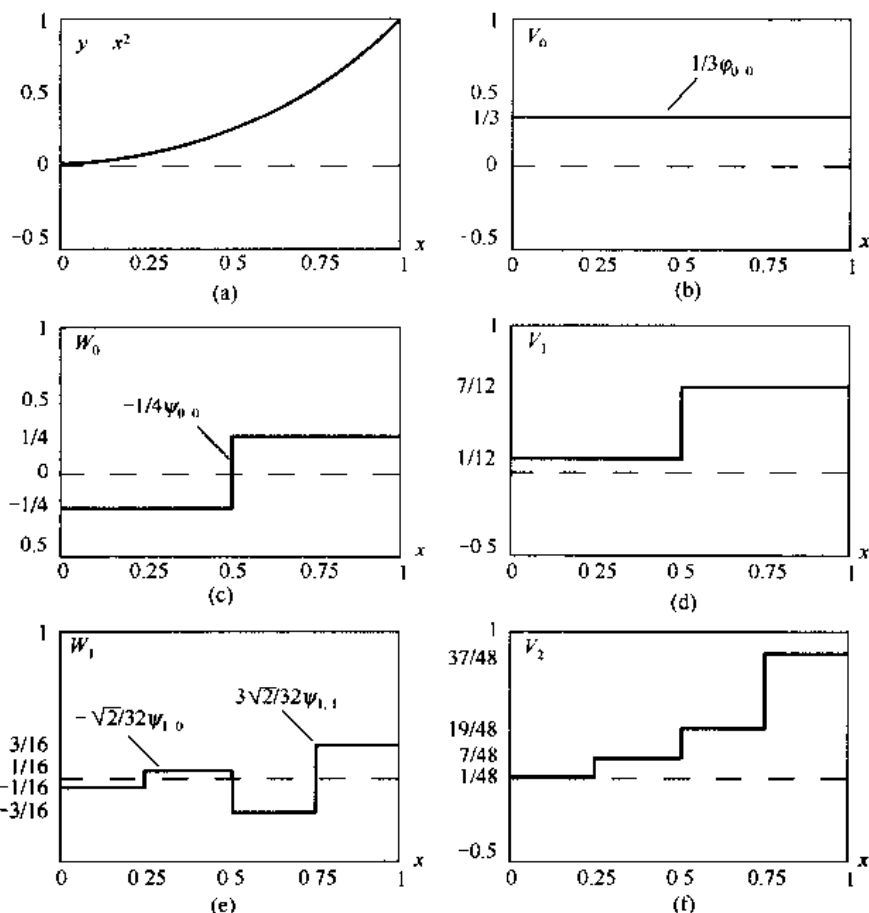 1
y x²
0.5
0
−0.5
0 0.25 0.5 0.75 1 x
(a)
1
V₀
1/3φ₀ ₀
0.5
1/3
0
−0.5
0 0.25 0.5 0.75 1 x
(b)
1
W₀
0.5
−1/4ψ₀ ₀
1/4
0
−1/4
0.5
0 0.25 0.5 0.75 1 x
(c)
1
V₁
7/12
1/12
−0.5
0 0.25 0.5 0.75 1 x
(d)
1
W₁
−√2/32ψ₁ ₀
3√2/32ψ₁,₁
3/16
1/16
−1/16
−3/16
0 0.25 0.5 0.75 1 x
(e)
1
V₂
37/48
19/48
7/48
1/48
−0.5
0 0.25 0.5 0.75 1 x
(f)